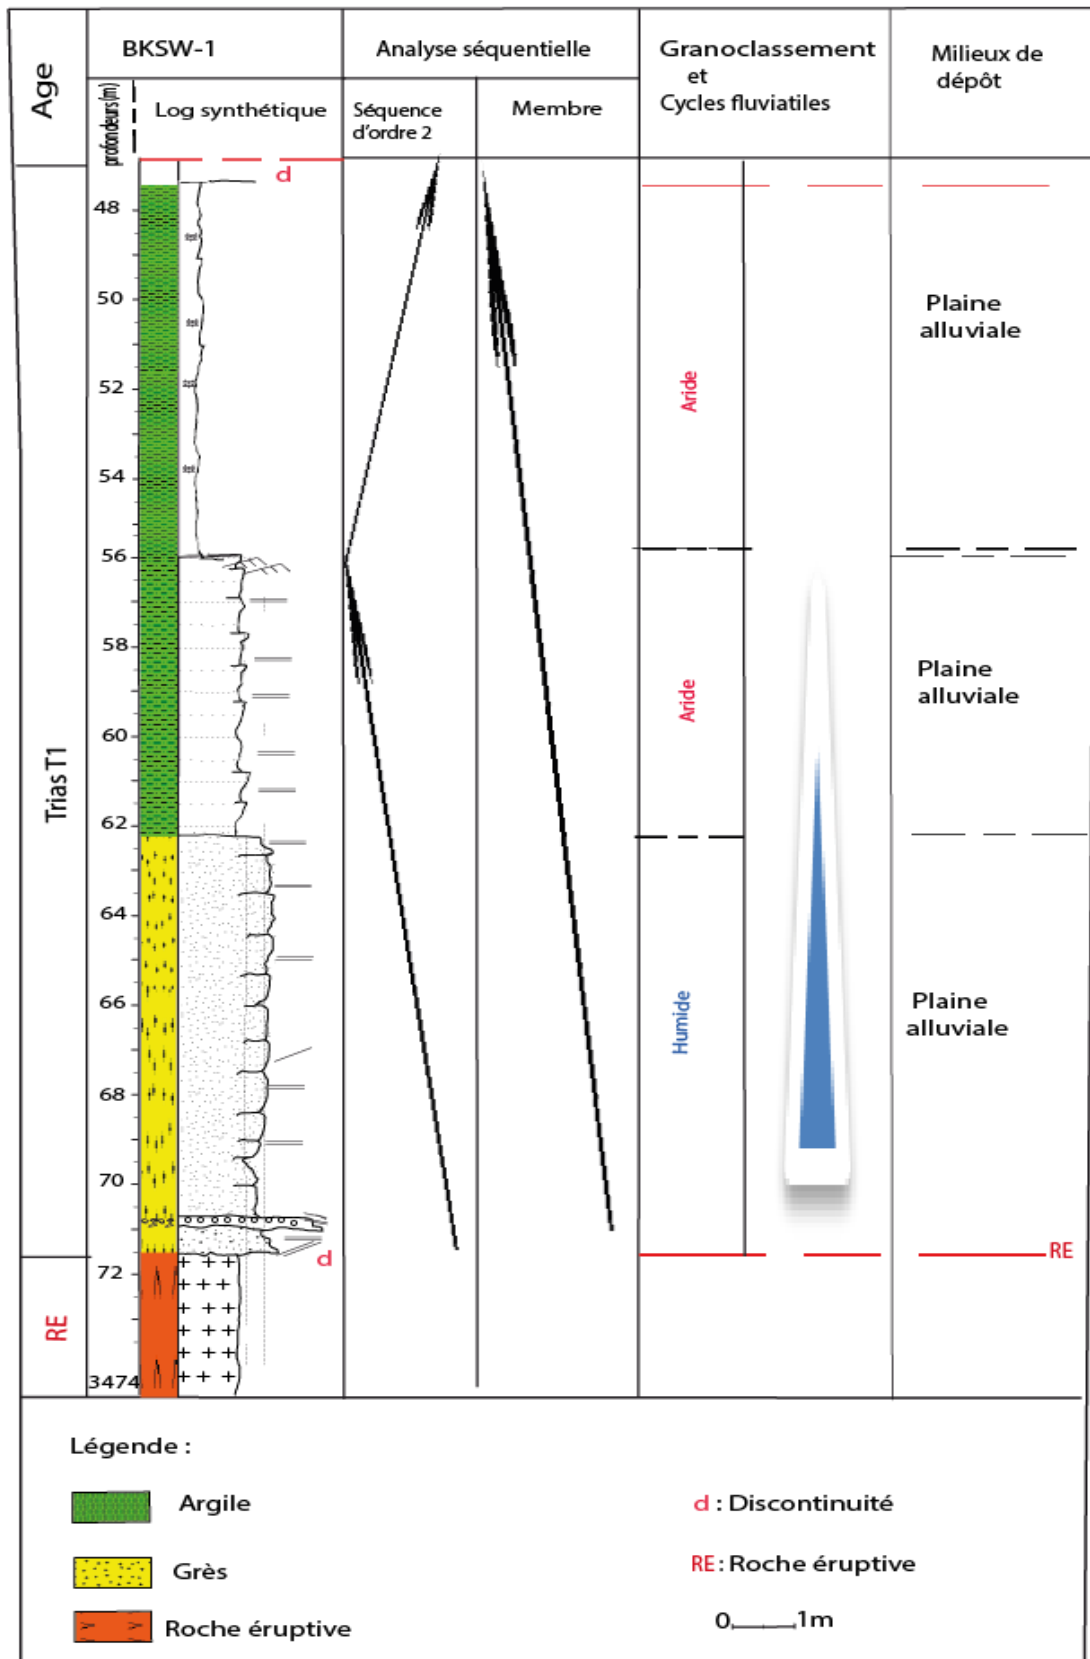 Age
BKSW-1
profondeurs(m)
Log synthétique
Analyse séquentielle
Séquence
d'ordre 2
Membre
Granoclassement
et
Cycles fluviatiles
Milieux de
dépôt
d
48
50
52
54
56
58
60
62
64
66
68
70
72
3474
Trias T1
RE
d
Aride
Aride
Humide
Plaine
alluviale
Plaine
alluviale
Plaine
alluviale
RE
Légende :
Argile
Grès
Roche éruptive
d : Discontinuité
RE : Roche éruptive
0 1m